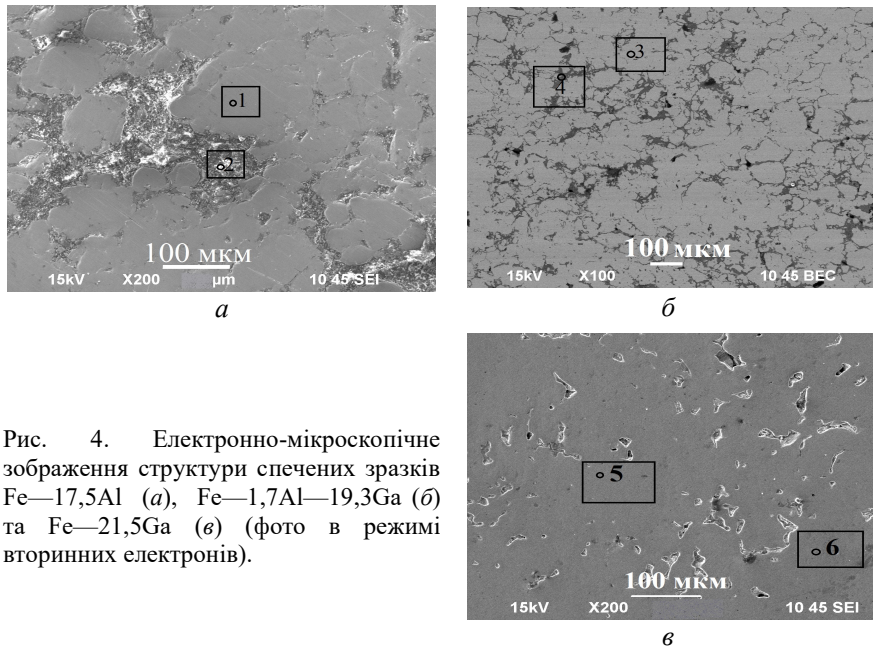 1
2
100 мкм
15kV X200 µm 10 45 SEI
а
3
4
100 мкм
15kV X100 10 45 BEC
б
5
6
100 мкм
15kV X200 10 45 SEI
в
Рис. 4. Електронно-мікроскопічне
зображення структури спечених зразків
Fe—17,5Al (а), Fe—1,7Al—19,3Ga (б)
та Fe—21,5Ga (в) (фото в режимі
вторинних електронів).